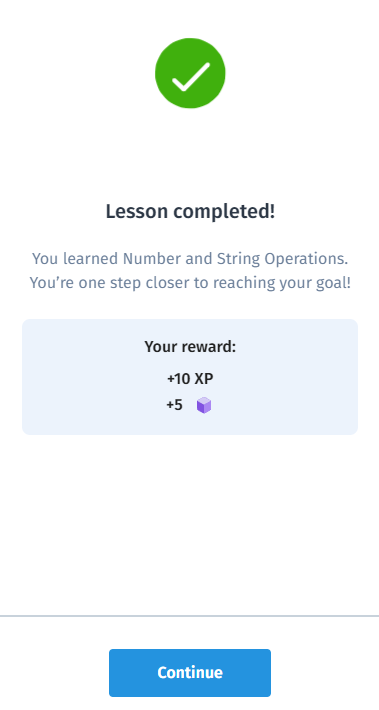 Lesson completed!
You learned Number and String Operations.
You’re one step closer to reaching your goal!
Your reward:
+10 XP
+5
Continue